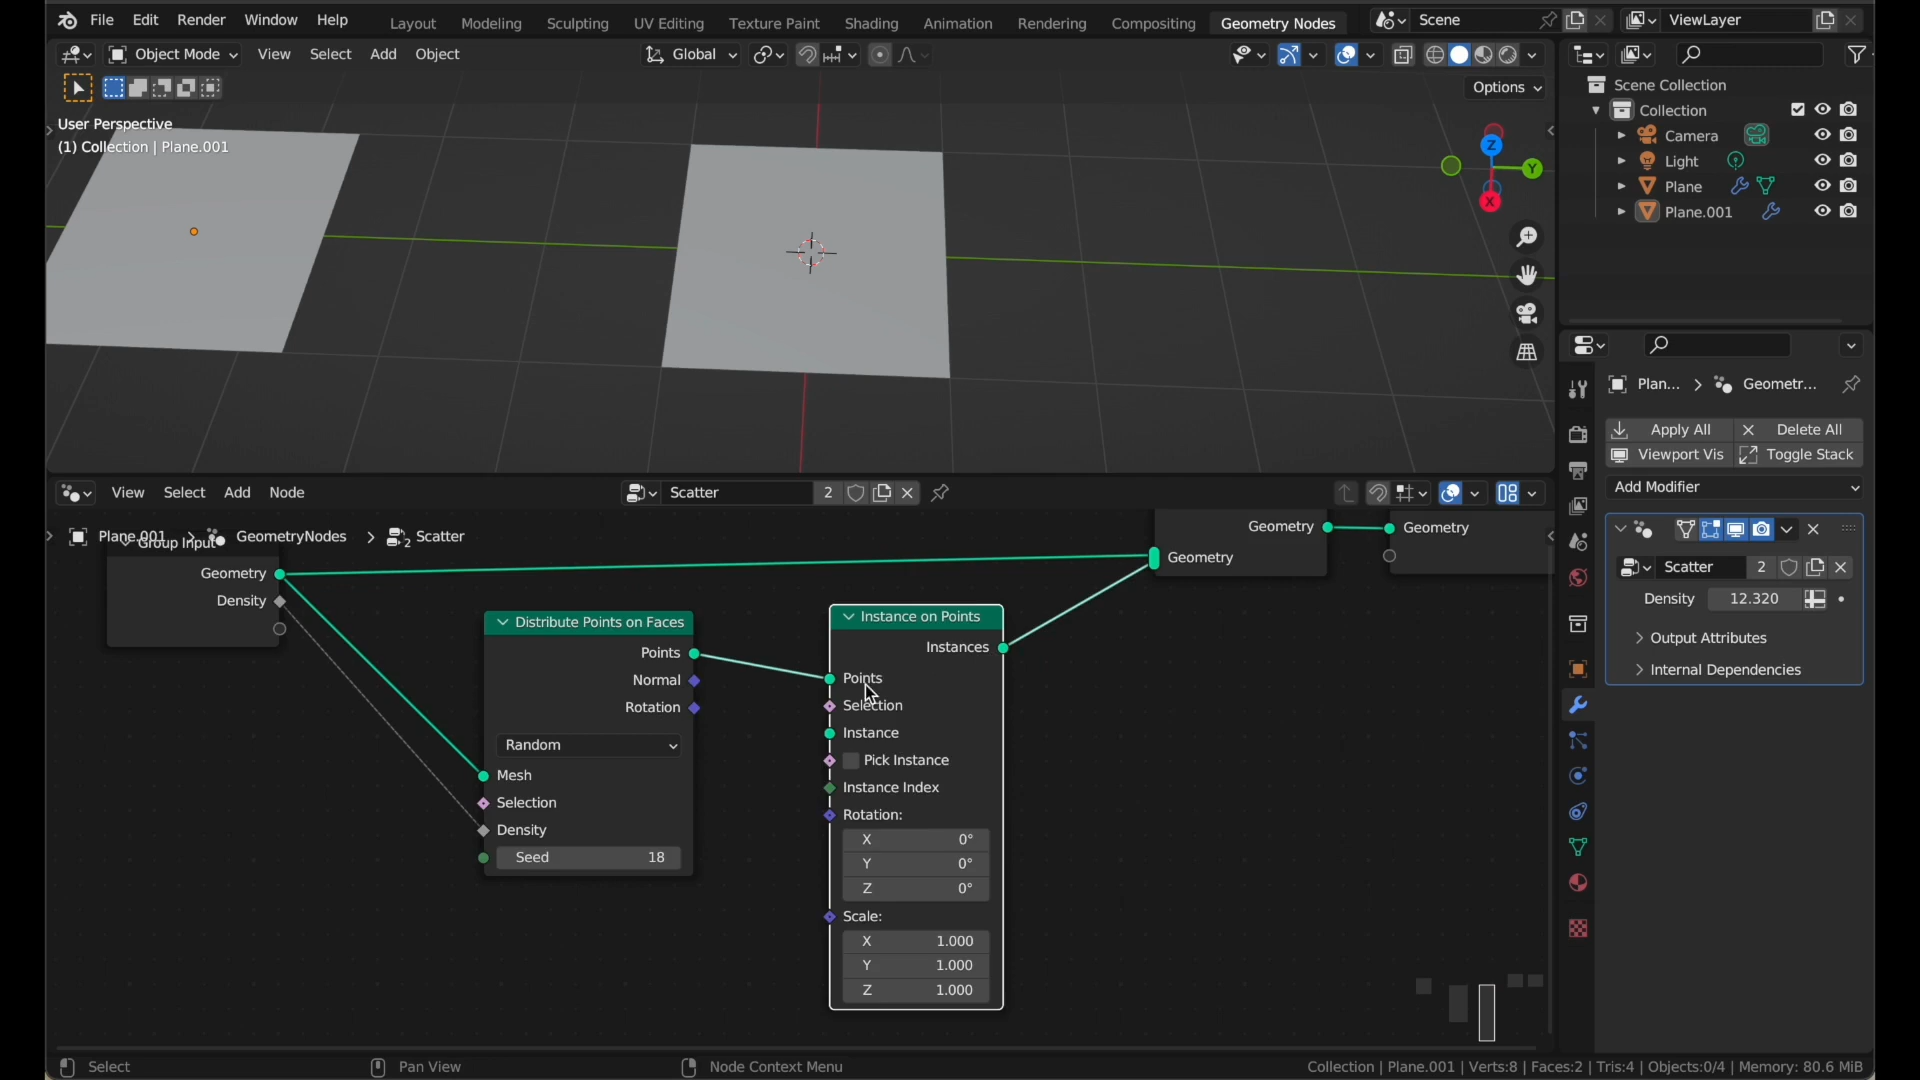 File Edit Render Window Help Layout Modeling Sculpting UV Editing Texture Paint Shading Animation Rendering Compositing Geometry Nodes Scene ViewLayer
Object Mode View Select Add Object Global
Options
User Perspective
(1) Collection | Plane.001
Z
Y
X
Scene Collection
Collection
Camera
Light
Plane
Plane.001
Plan... > Geometr...
Apply All Delete All
Viewport Vis Toggle Stack
Add Modifier
Scatter 2
Density 12.320
Output Attributes
Internal Dependencies
View Select Add Node Scatter 2
Plane.001 > GeometryNodes > 2 Scatter
Group Input
Geometry
Density
Distribute Points on Faces
Points
Normal
Rotation
Random
Mesh
Selection
Density
Seed 18
Instance on Points
Instances
Points
Selection
Instance
Pick Instance
Instance Index
Rotation:
X 0°
Y 0°
Z 0°
Scale:
X 1.000
Y 1.000
Z 1.000
Geometry
Geometry
Geometry
Select Pan View Node Context Menu Collection | Plane.001 | Verts:8 | Faces:2 | Tris:4 | Objects:0/4 | Memory: 80.6 MiB